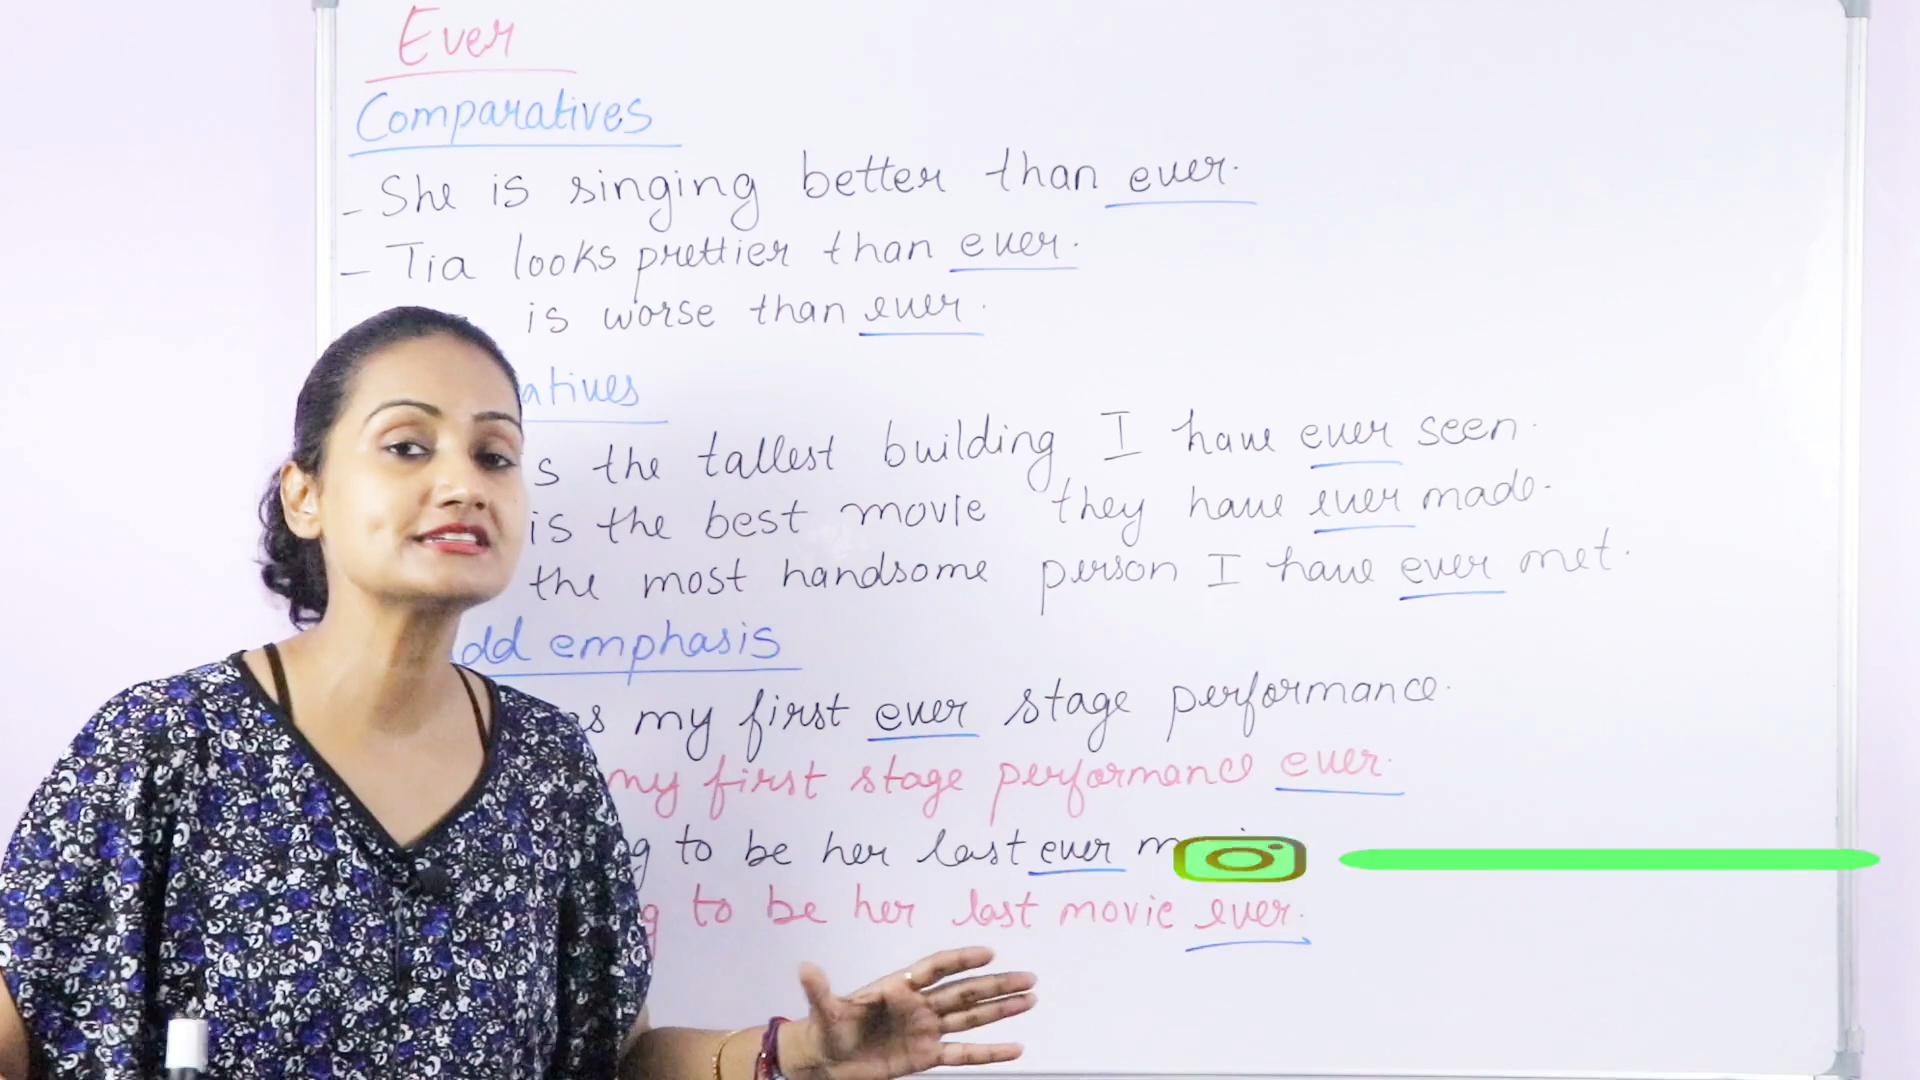 Ever
Comparatives
- She is singing better than ever.
- Tia looks prettier than ever.
is worse than ever.
atives
s the tallest building I have ever seen.
is the best movie they have ever made.
the most handsome person I have ever met.
dd emphasis
s my first ever stage performance.
my first stage performance ever.
g to be her last ever m
g to be her last movie ever.